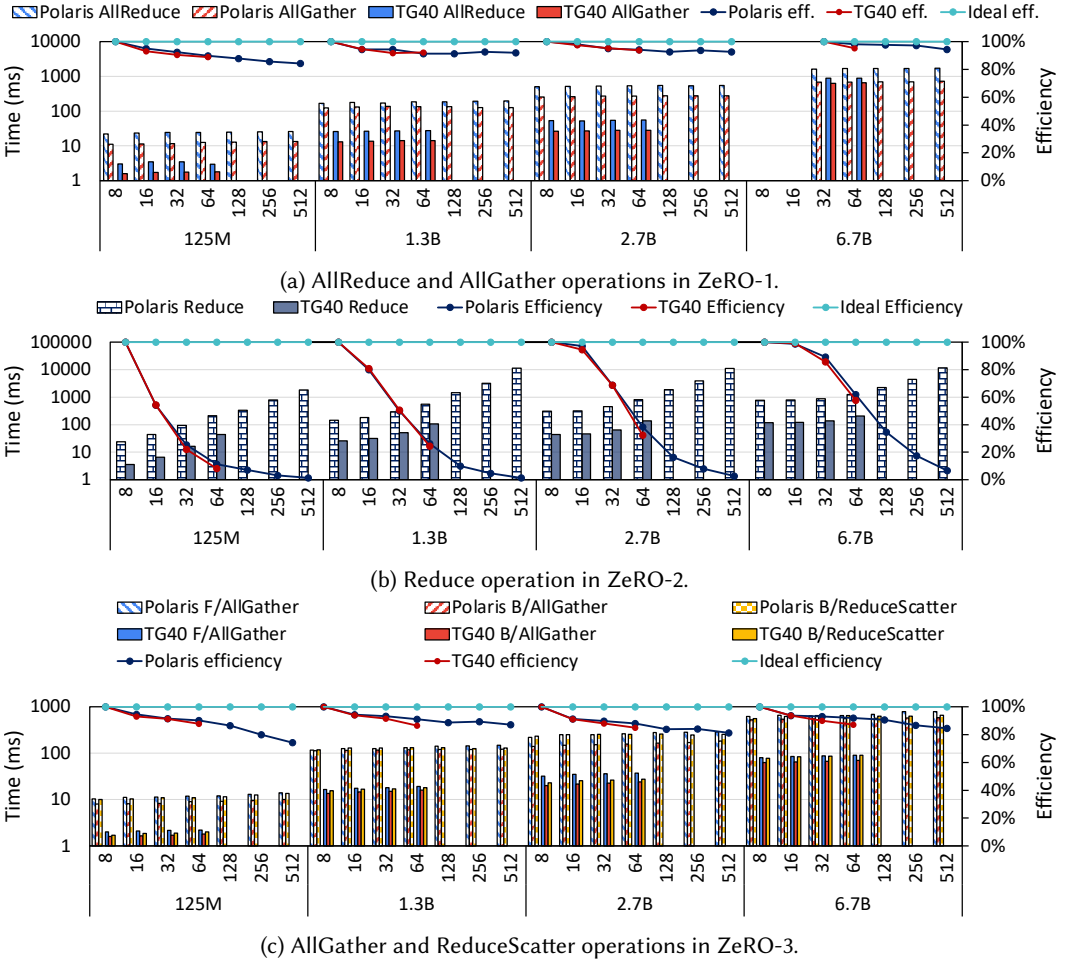 Polaris AllReduce Polaris AllGather TG40 AllReduce TG40 AllGather Polaris eff. TG40 eff. Ideal eff.
10000 100%
1000 80%
100 60%
40%
10 20%
1 0%
Time (ms)
Efficiency
8 16 32 64 128 256 512 8 16 32 64 128 256 512 8 16 32 64 128 256 512 8 16 32 64 128 256 512
125M 1.3B 2.7B 6.7B
(a) AllReduce and AllGather operations in ZeRO-1.
Polaris Reduce TG40 Reduce Polaris Efficiency TG40 Efficiency Ideal Efficiency
100000 100%
10000 80%
1000 60%
100 40%
10 20%
1 0%
Time (ms)
Efficiency
8 16 32 64 128 256 512 8 16 32 64 128 256 512 8 16 32 64 128 256 512 8 16 32 64 128 256 512
125M 1.3B 2.7B 6.7B
(b) Reduce operation in ZeRO-2.
Polaris F/AllGather Polaris B/AllGather Polaris B/ReduceScatter
TG40 F/AllGather TG40 B/AllGather TG40 B/ReduceScatter
Polaris efficiency TG40 efficiency Ideal efficiency
1000 100%
80%
100 60%
10 40%
20%
1 0%
Time (ms)
Efficiency
8 16 32 64 128 256 512 8 16 32 64 128 256 512 8 16 32 64 128 256 512 8 16 32 64 128 256 512
125M 1.3B 2.7B 6.7B
(c) AllGather and ReduceScatter operations in ZeRO-3.